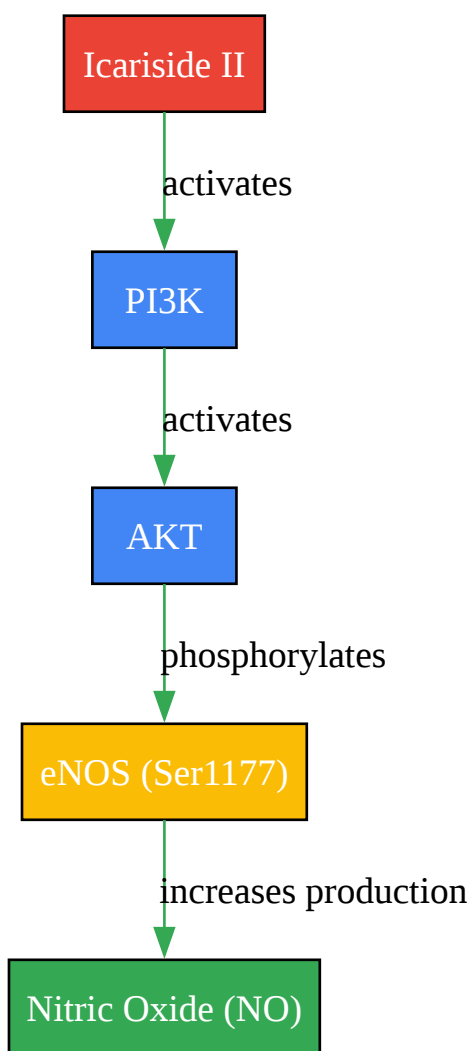 Icariside II
activates
PI3K
activates
AKT
phosphorylates
eNOS (Ser1177)
increases production
Nitric Oxide (NO)